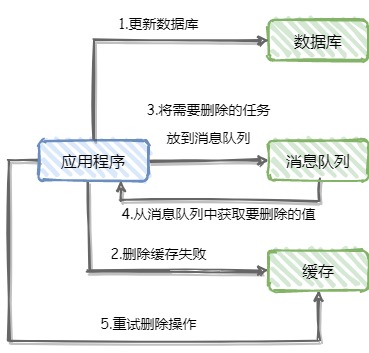 1.更新数据库
数据库
3.将需要删除的任务
放到消息队列
应用程序
消息队列
4.从消息队列中获取要删除的值
2.删除缓存失败
缓存
5.重试删除操作